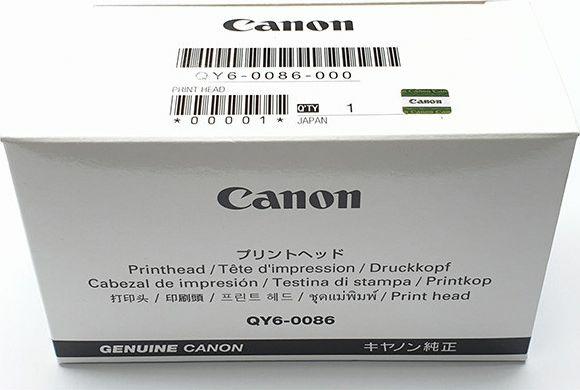 Canon
QY6-0086-000
PRINT HEAD
Q'TY 1
*00001* JAPAN
Canon
Canon
プリントヘッド
Printhead / Tête d'impression / Druckkopf
Cabezal de impresión / Testina di stampa / Printkop
打印头 / 印刷頭 / 프린트 헤드 / ชุดแม่พิมพ์ / Print head
QY6-0086
GENUINE CANON キヤノン純正